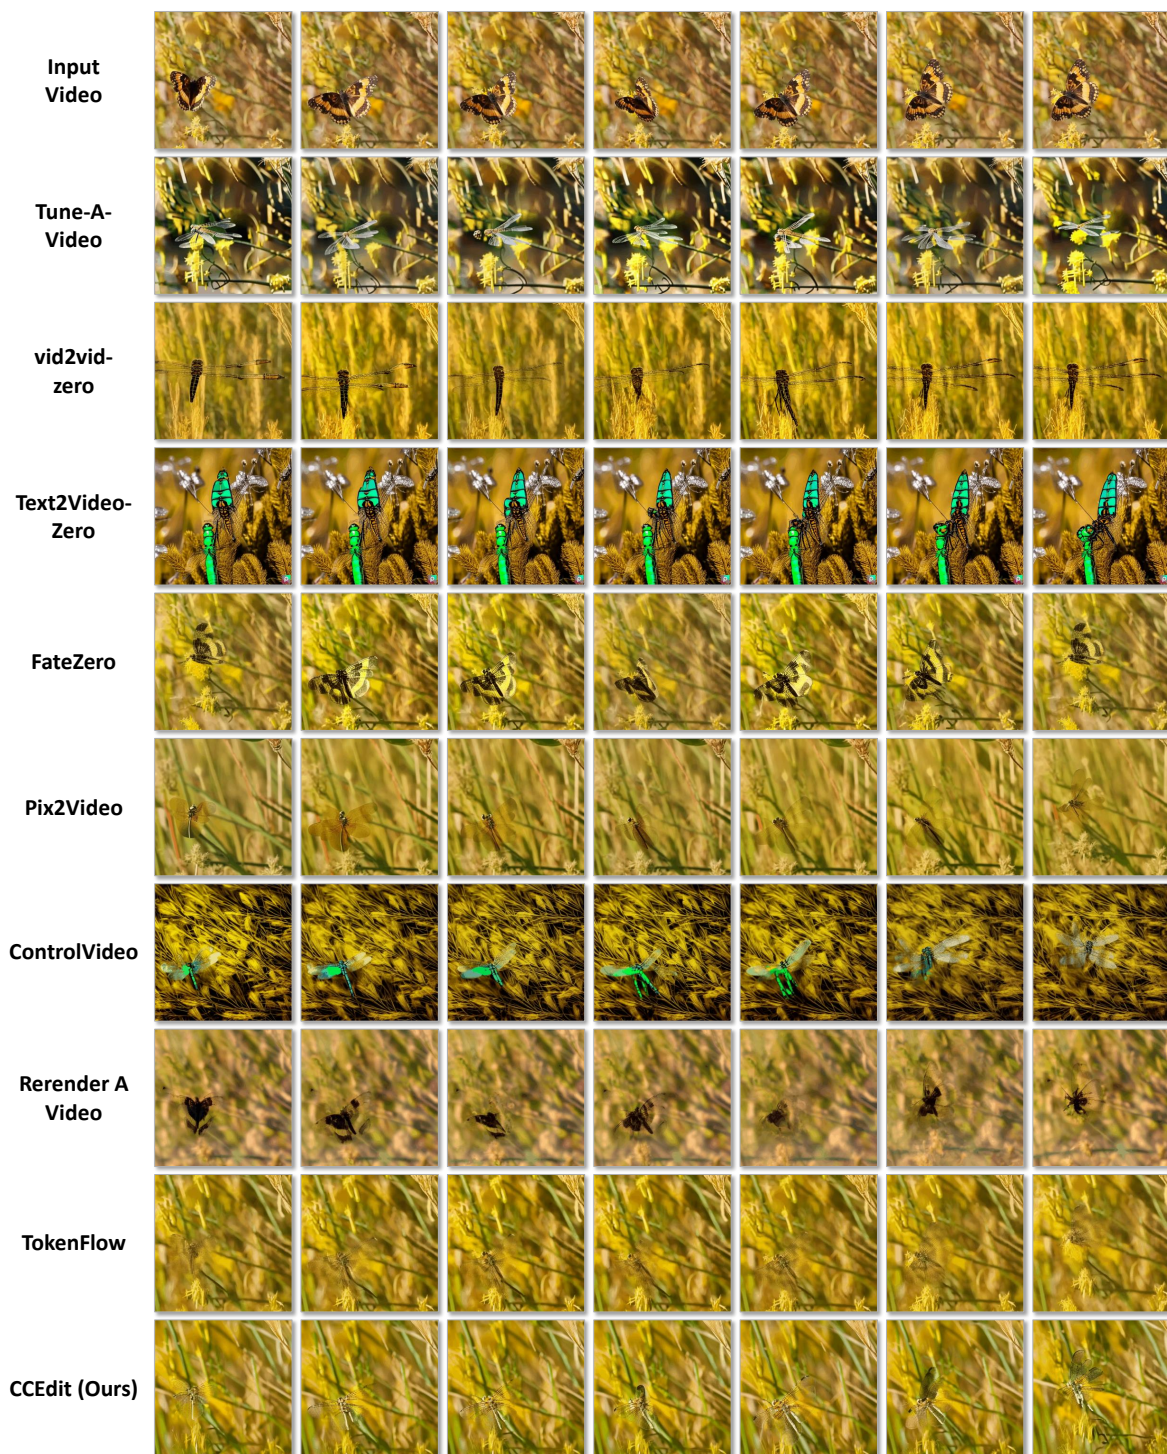 Input
Video
Tune-A-
Video
vid2vid-
zero
Text2Video-
Zero
FateZero
Pix2Video
ControlVideo
Rerender A
Video
TokenFlow
CCEdit (Ours)